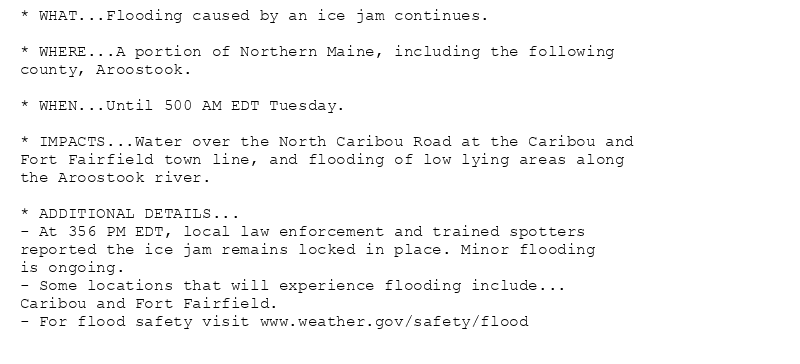 * WHAT...Flooding caused by an ice jam continues.
* WHERE...A portion of Northern Maine, including the following
county, Aroostook.
* WHEN...Until 500 AM EDT Tuesday.
* IMPACTS...Water over the North Caribou Road at the Caribou and
Fort Fairfield town line, and flooding of low lying areas along
the Aroostook river.
* ADDITIONAL DETAILS...
- At 356 PM EDT, local law enforcement and trained spotters
reported the ice jam remains locked in place. Minor flooding
is ongoing.
- Some locations that will experience flooding include...
Caribou and Fort Fairfield.
- For flood safety visit www.weather.gov/safety/flood